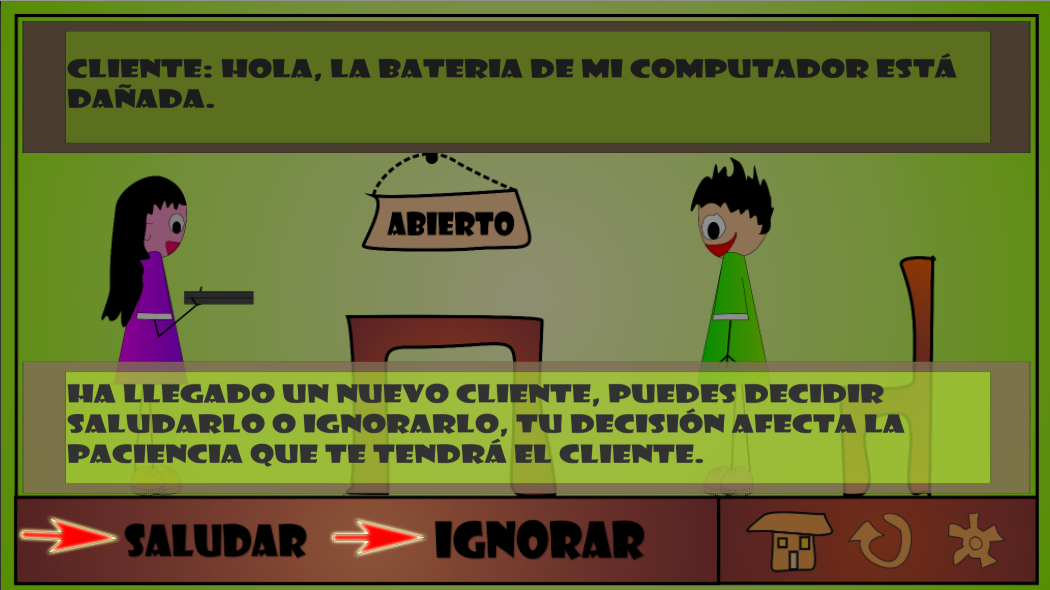 CLIENTE: HOLA, LA BATERIA DE MI COMPUTADOR ESTÁ
DAÑADA.
ABIERTO
HA LLEGADO UN NUEVO CLIENTE, PUEDES DECIDIR
SALUDARLO O IGNORARLO, TU DECISIÓN AFECTA LA
PACIENCIA QUE TE TENDRÁ EL CLIENTE.
SALUDAR IGNORAR